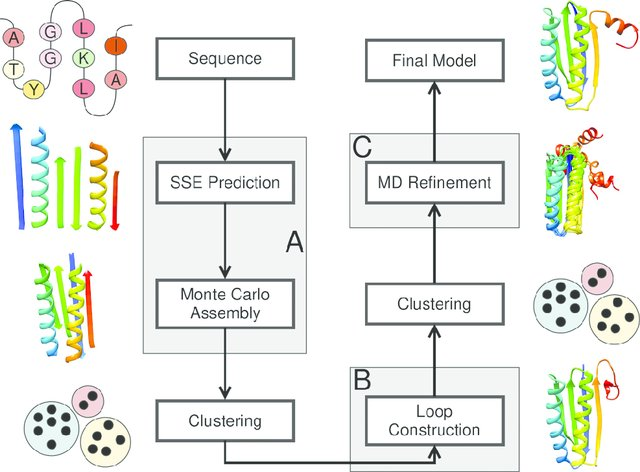 A
T
Y
G
G
G
L
K
L
A
I
Sequence
SSE Prediction
A
Monte Carlo
Assembly
Clustering
Final Model
C
MD Refinement
Clustering
B
Loop
Construction